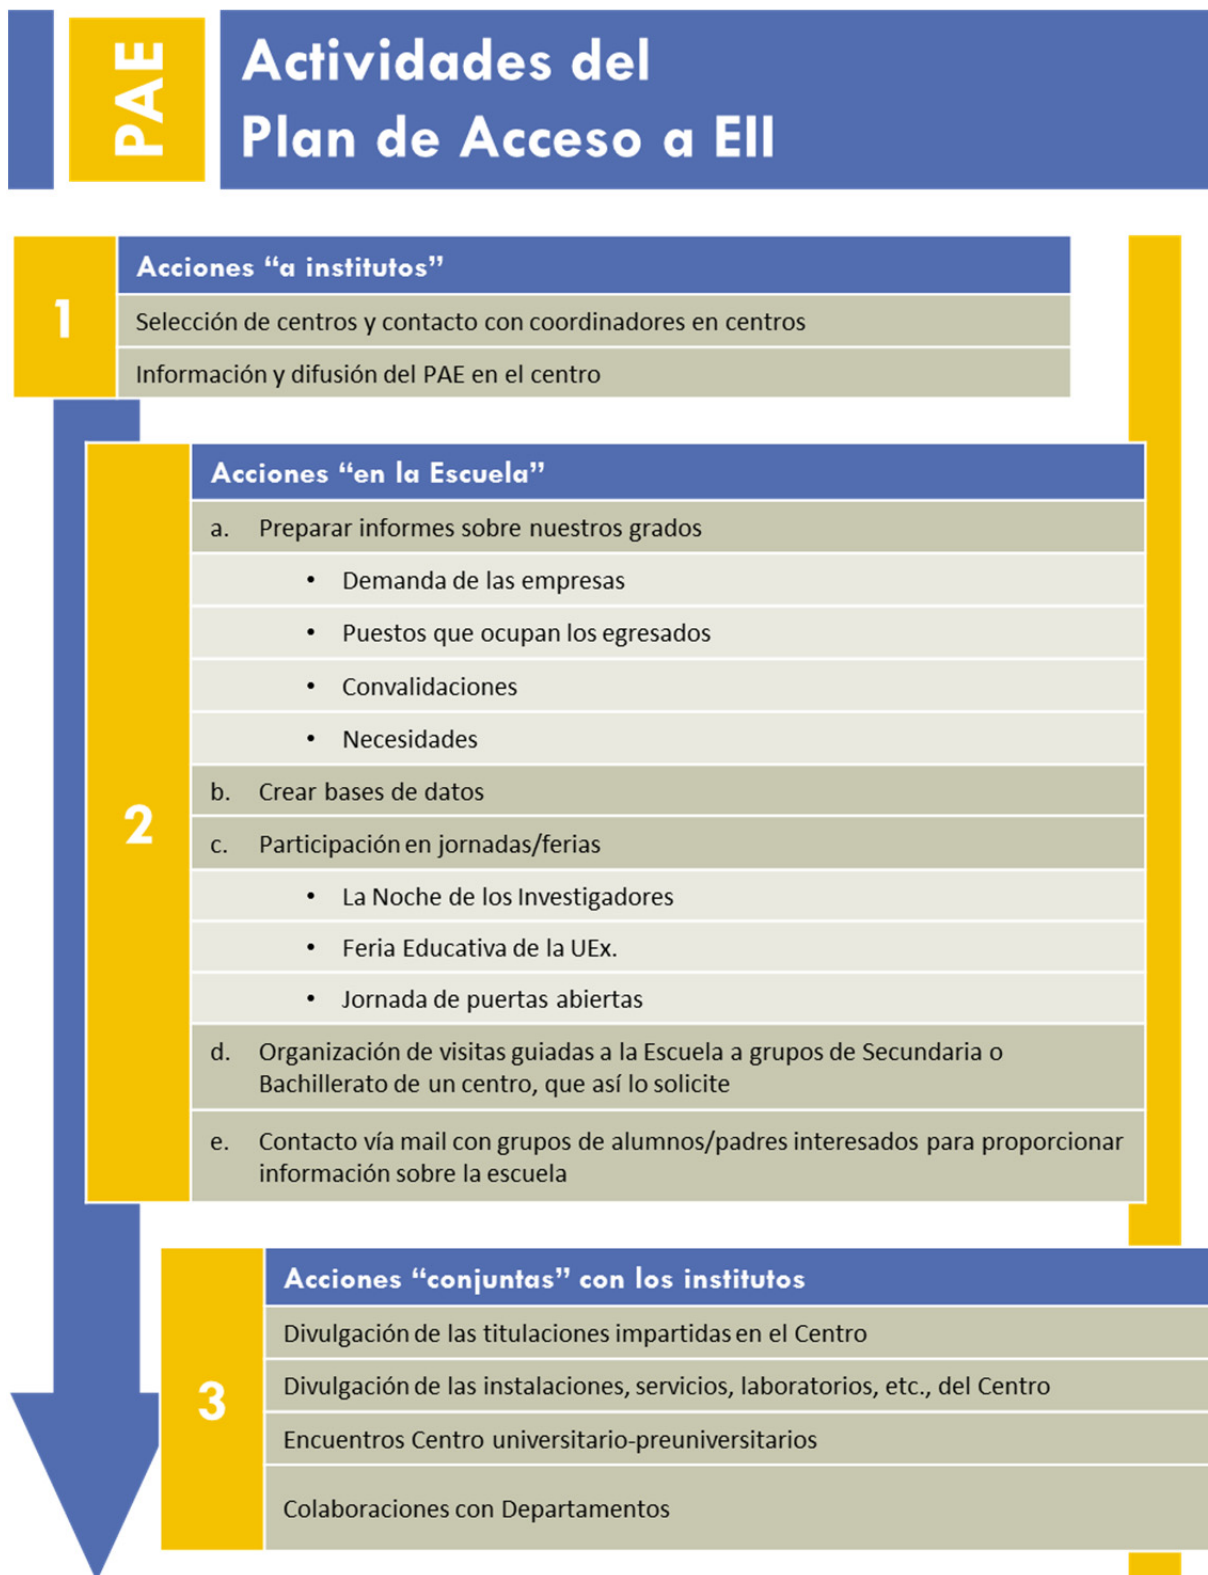 PAE
Actividades del
Plan de Acceso a EII
1
Acciones “a institutos”
Selección de centros y contacto con coordinadores en centros
Información y difusión del PAE en el centro
2
Acciones “en la Escuela”
a. Preparar informes sobre nuestros grados
• Demanda de las empresas
• Puestos que ocupan los egresados
• Convalidaciones
• Necesidades
b. Crear bases de datos
c. Participación en jornadas/ferias
• La Noche de los Investigadores
• Feria Educativa de la UEx.
• Jornada de puertas abiertas
d. Organización de visitas guiadas a la Escuela a grupos de Secundaria o
Bachillerato de un centro, que así lo solicite
e. Contacto vía mail con grupos de alumnos/padres interesados para proporcionar
información sobre la escuela
3
Acciones “conjuntas” con los institutos
Divulgación de las titulaciones impartidas en el Centro
Divulgación de las instalaciones, servicios, laboratorios, etc., del Centro
Encuentros Centro universitario-preuniversitarios
Colaboraciones con Departamentos